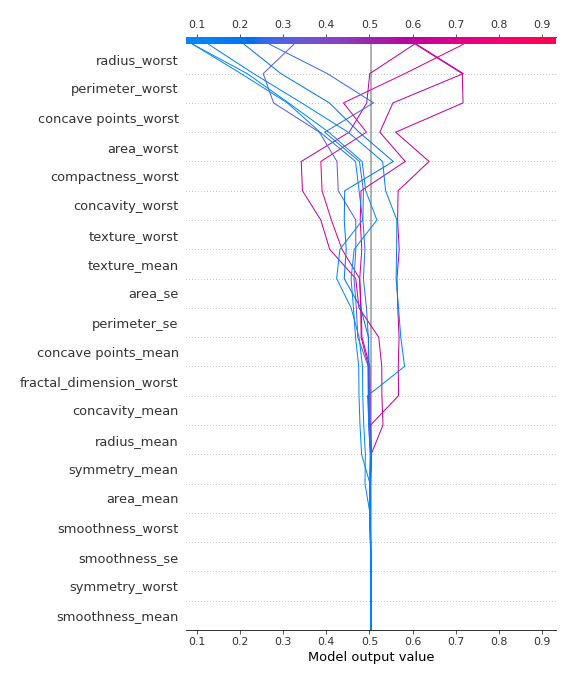 0.1 0.2 0.3 0.4 0.5 0.6 0.7 0.8 0.9
radius_worst
perimeter_worst
concave points_worst
area_worst
compactness_worst
concavity_worst
texture_worst
texture_mean
area_se
perimeter_se
concave points_mean
fractal_dimension_worst
concavity_mean
radius_mean
symmetry_mean
area_mean
smoothness_worst
smoothness_se
symmetry_worst
smoothness_mean
0.1 0.2 0.3 0.4 0.5 0.6 0.7 0.8 0.9
Model output value